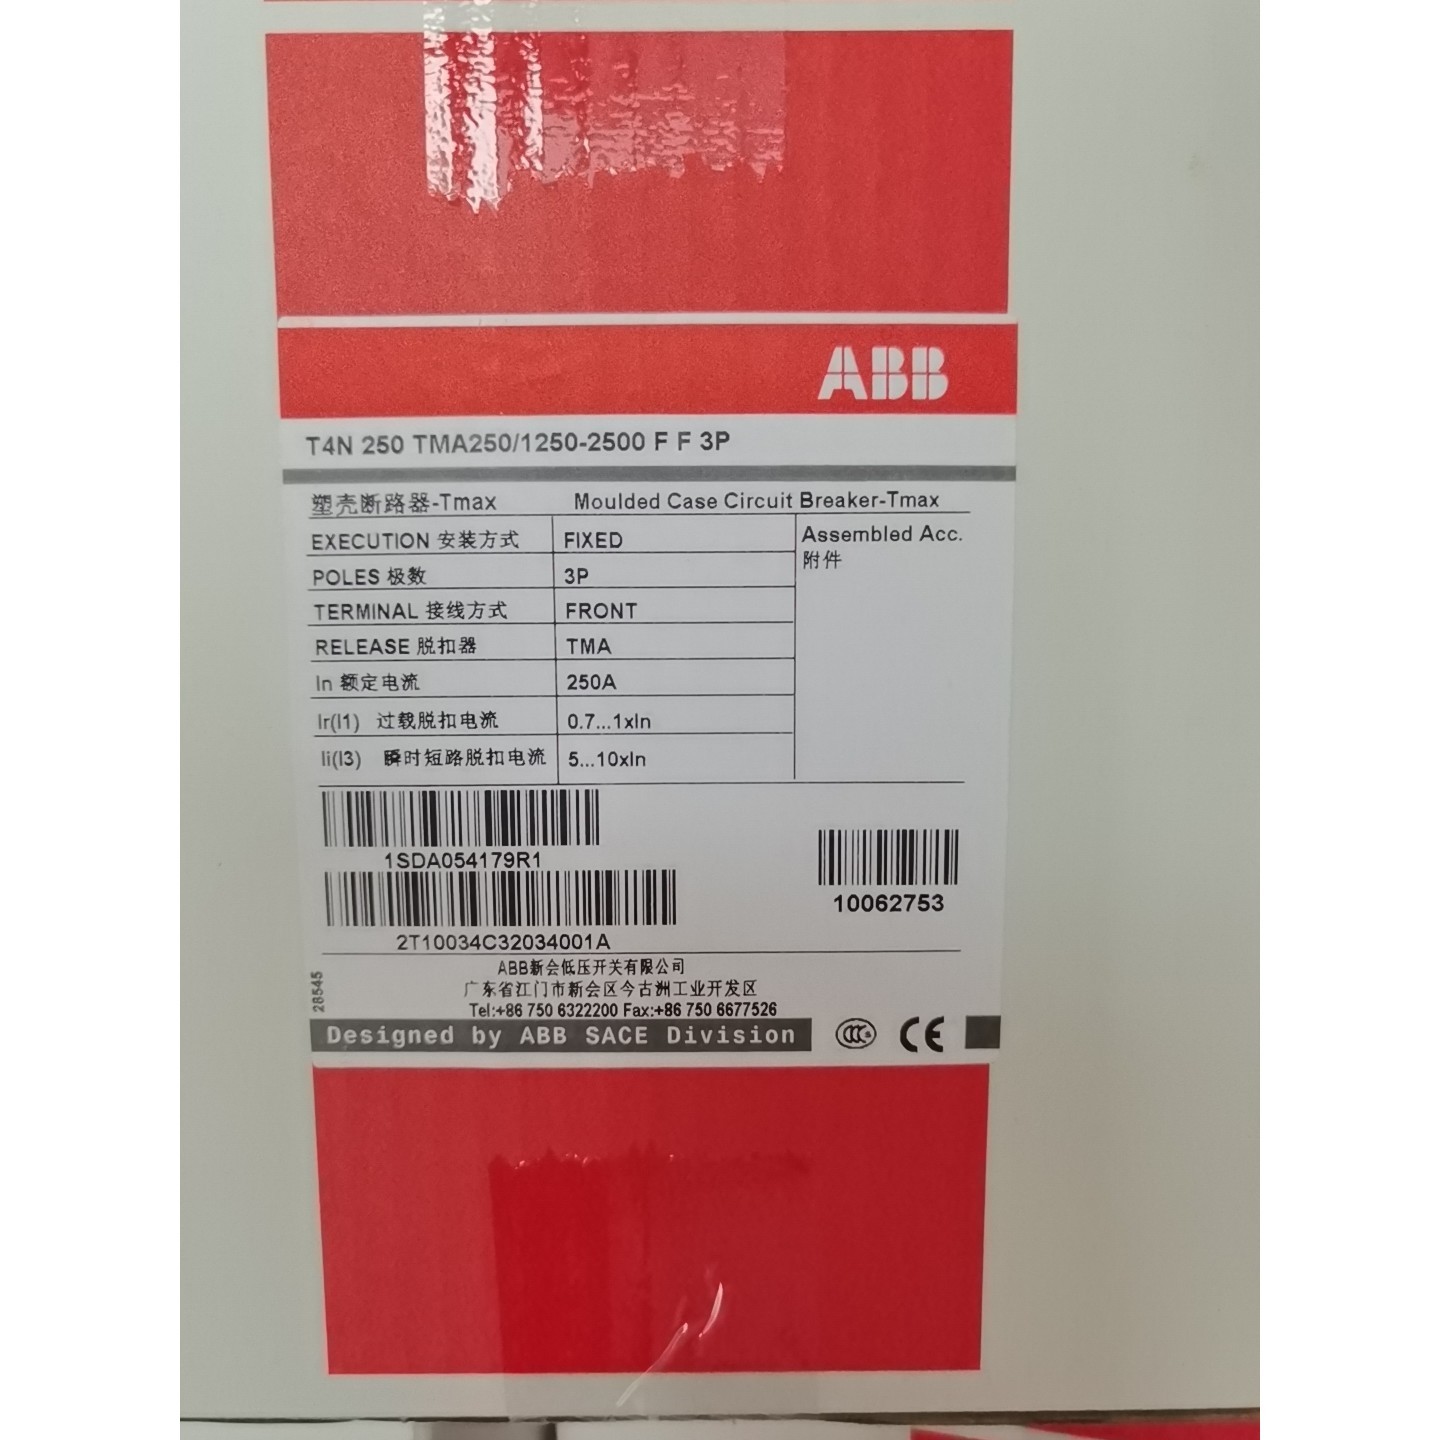 ABB
T4N 250 TMA250/1250-2500 F F 3P
塑壳断路器-Tmax Moulded Case Circuit Breaker-Tmax
EXECUTION 安装方式 FIXED Assembled Acc.
附件
POLES 极数 3P
TERMINAL 接线方式 FRONT
RELEASE 脱扣器 TMA
In 额定电流 250A
Ir(I1) 过载脱扣电流 0.7...1xIn
Ii(I3) 瞬时短路脱扣电流 5...10xIn
1SDA054179R1
10062753
2T10034C32034001A
28545
ABB新会低压开关有限公司
广东省江门市新会区今古洲工业开发区
Tel:+86 750 6322200 Fax:+86 750 6677526
Designed by ABB SACE Division CCC CE